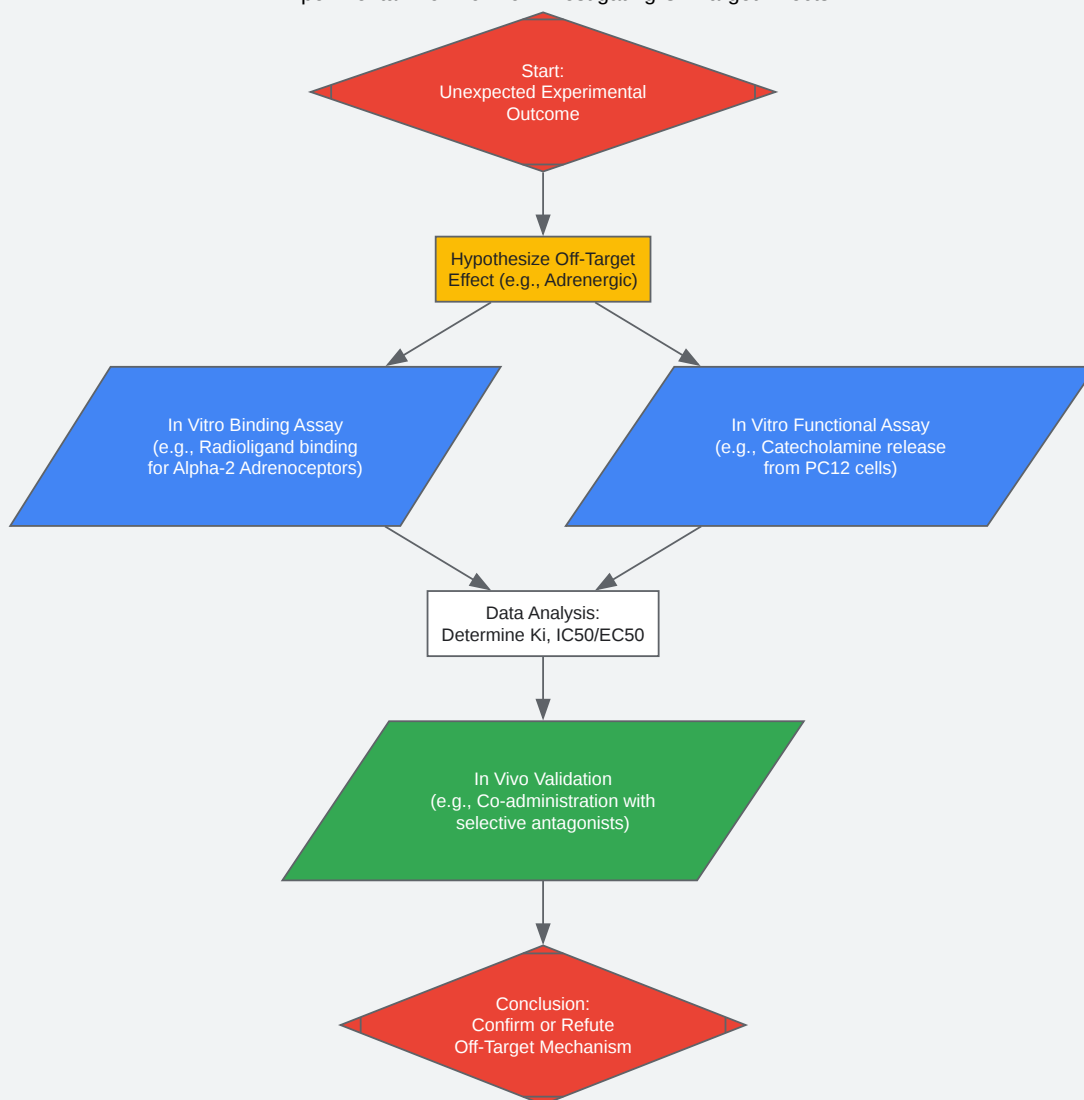 Start:
Unexpected Experimental
Outcome
Hypothesize Off-Target
Effect (e.g., Adrenergic)
In Vitro Binding Assay
(e.g., Radioligand binding
for Alpha-2 Adrenoceptors)
In Vitro Functional Assay
(e.g., Catecholamine release
from PC12 cells)
Data Analysis:
Determine Ki, IC50/EC50
In Vivo Validation
(e.g., Co-administration with
selective antagonists)
Conclusion:
Confirm or Refute
Off-Target Mechanism